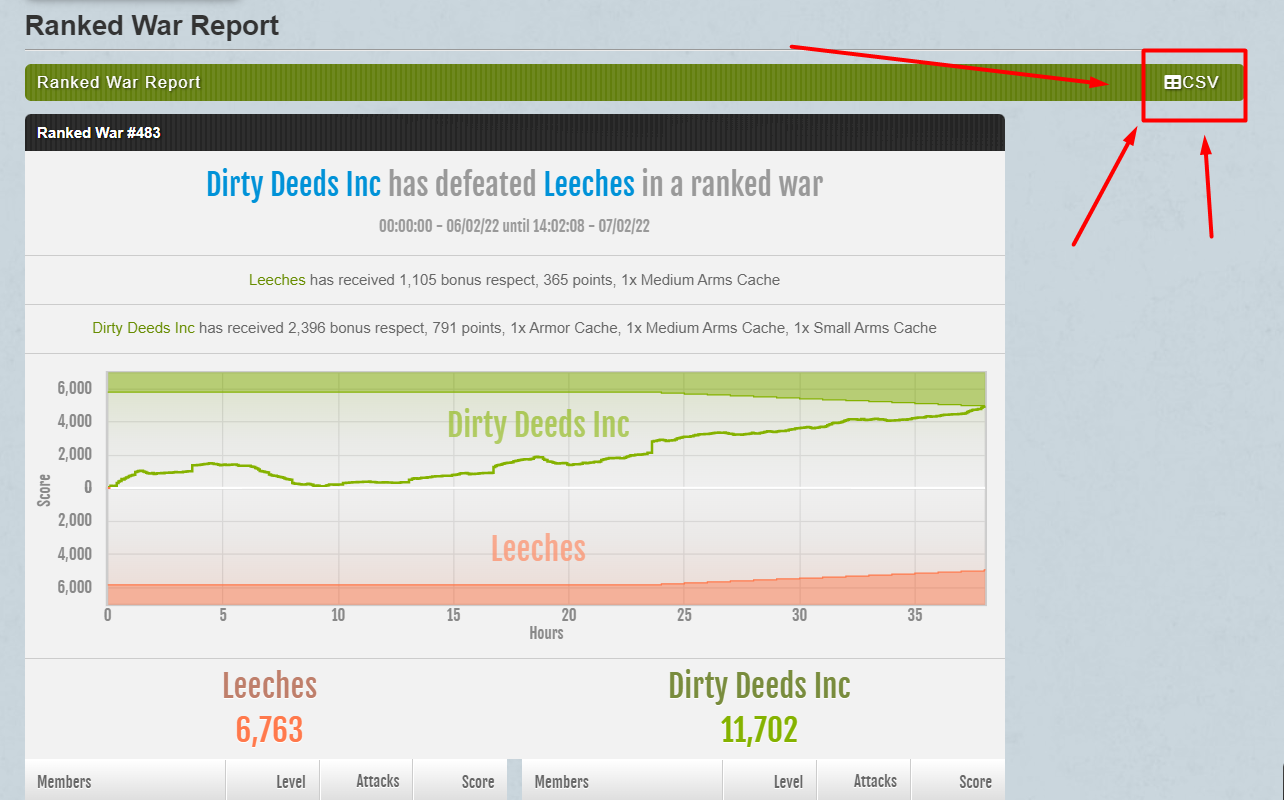 Ranked War Report
Ranked War Report
CSV
Ranked War #483
Dirty Deeds Inc has defeated Leeches in a ranked war
00:00:00 - 06/02/22 until 14:02:08 - 07/02/22
Leeches has received 1,105 bonus respect, 365 points, 1x Medium Arms Cache
Dirty Deeds Inc has received 2,396 bonus respect, 791 points, 1x Armor Cache, 1x Medium Arms Cache, 1x Small Arms Cache
6,000
4,000
2,000
0
2,000
4,000
6,000
Score
Dirty Deeds Inc
Leeches
0 5 10 15 20 25 30 35
Hours
Leeches Dirty Deeds Inc
6,763 11,702
Members Level Attacks Score Members Level Attacks Score